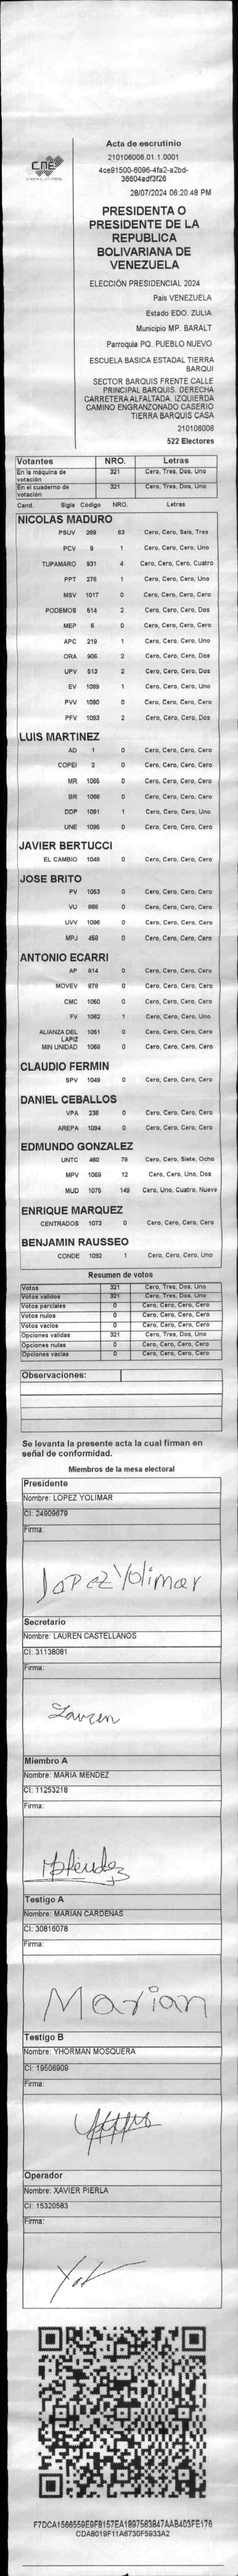 CNE
Acta de escrutinio
210106006.01.1.0001
4ce91500-6096-4fa2-a2bd-
36604adf3f26
28/07/2024 06:20:48 PM
PRESIDENTA O
PRESIDENTE DE LA
REPUBLICA
BOLIVARIANA DE
VENEZUELA
ELECCIÓN PRESIDENCIAL 2024
País VENEZUELA
Estado EDO. ZULIA
Municipio MP. BARALT
Parroquia PQ. PUEBLO NUEVO
ESCUELA BASICA ESTADAL TIERRA
BARQUI
SECTOR BARQUIS FRENTE CALLE
PRINCIPAL BARQUIS. DERECHA
CARRETERA ALFALTADA. IZQUIERDA
CAMINO ENGRANZONADO CASERIO
TIERRA BARQUIS CASA
210106006
522 Electores
Votantes NRO. Letras
En la máquina de votación 321 Cero, Tres, Dos, Uno
En el cuaderno de votación 321 Cero, Tres, Dos, Uno
Cand. Sigla Código NRO. Letras
NICOLAS MADURO
PSUV 269 63 Cero, Cero, Seis, Tres
PCV 9 1 Cero, Cero, Cero, Uno
TUPAMARO 931 4 Cero, Cero, Cero, Cuatro
PPT 276 1 Cero, Cero, Cero, Uno
MSV 1017 0 Cero, Cero, Cero, Cero
PODEMOS 614 2 Cero, Cero, Cero, Dos
MEP 6 0 Cero, Cero, Cero, Cero
APC 219 1 Cero, Cero, Cero, Uno
ORA 906 2 Cero, Cero, Cero, Dos
UPV 513 2 Cero, Cero, Cero, Dos
EV 1089 1 Cero, Cero, Cero, Uno
PVV 1090 0 Cero, Cero, Cero, Cero
PFV 1093 2 Cero, Cero, Cero, Dos
LUIS MARTINEZ
AD 1 0 Cero, Cero, Cero, Cero
COPEI 2 0 Cero, Cero, Cero, Cero
MR 1065 0 Cero, Cero, Cero, Cero
BR 1066 0 Cero, Cero, Cero, Cero
DDP 1091 1 Cero, Cero, Cero, Uno
UNE 1095 0 Cero, Cero, Cero, Cero
JAVIER BERTUCCI
EL CAMBIO 1048 0 Cero, Cero, Cero, Cero
JOSE BRITO
PV 1053 0 Cero, Cero, Cero, Cero
VU 869 0 Cero, Cero, Cero, Cero
UVV 1096 0 Cero, Cero, Cero, Cero
MPJ 458 0 Cero, Cero, Cero, Cero
ANTONIO ECARRI
AP 814 0 Cero, Cero, Cero, Cero
MOVEV 878 0 Cero, Cero, Cero, Cero
CMC 1050 0 Cero, Cero, Cero, Cero
FV 1062 1 Cero, Cero, Cero, Uno
ALIANZA DEL LAPIZ 1051 0 Cero, Cero, Cero, Cero
MIN UNIDAD 1068 0 Cero, Cero, Cero, Cero
CLAUDIO FERMIN
SPV 1049 0 Cero, Cero, Cero, Cero
DANIEL CEBALLOS
VPA 236 0 Cero, Cero, Cero, Cero
AREPA 1094 0 Cero, Cero, Cero, Cero
EDMUNDO GONZALEZ
UNTC 460 78 Cero, Cero, Siete, Ocho
MPV 1069 12 Cero, Cero, Uno, Dos
MUD 1075 149 Cero, Uno, Cuatro, Nueve
ENRIQUE MARQUEZ
CENTRADOS 1073 0 Cero, Cero, Cero, Cero
BENJAMIN RAUSSEO
CONDE 1092 1 Cero, Cero, Cero, Uno
Resumen de votos
Votos 321 Cero, Tres, Dos, Uno
Votos validos 321 Cero, Tres, Dos, Uno
Votos parciales 0 Cero, Cero, Cero, Cero
Votos nulos 0 Cero, Cero, Cero, Cero
Votos vacios 0 Cero, Cero, Cero, Cero
Opciones validas 321 Cero, Tres, Dos, Uno
Opciones nulas 0 Cero, Cero, Cero, Cero
Opciones vacias 0 Cero, Cero, Cero, Cero
Observaciones:
Se levanta la presente acta la cual firman en
señal de conformidad.
Miembros de la mesa electoral
Presidente
Nombre: LOPEZ YOLIMAR
CI: 24909679
Firma:
LoPez Yolimar
Secretario
Nombre: LAUREN CASTELLANOS
CI: 31138081
Firma:
Lauren
Miembro A
Nombre: MARIA MENDEZ
CI: 11253218
Firma:
MMéndez
Testigo A
Nombre: MARIAN CARDENAS
CI: 30816078
Firma:
Marian
Testigo B
Nombre: YHORMAN MOSQUERA
CI: 19506909
Firma:
Operador
Nombre: XAVIER PIERLA
CI: 15320583
Firma:
F7DCA1566559E9F8157EA1897563847AAB403FE176
CDA8019F11A6730F5933A2